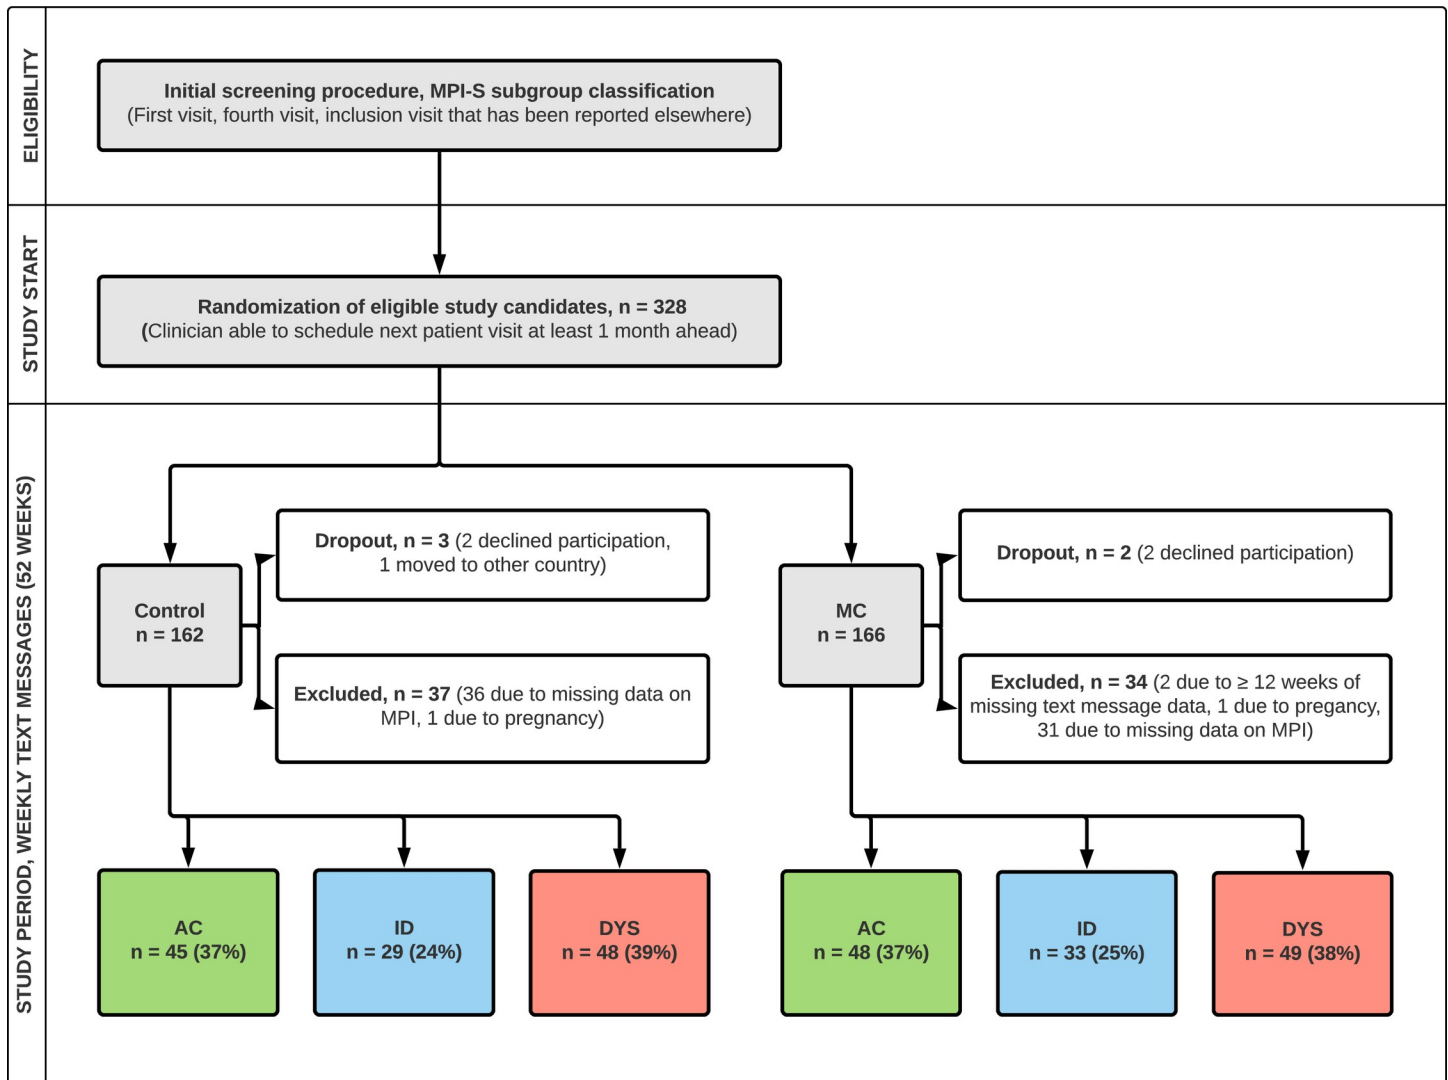 ELIGIBILITY
Initial screening procedure, MPI-S subgroup classification
(First visit, fourth visit, inclusion visit that has been reported elsewhere)
STUDY START
Randomization of eligible study candidates, n = 328
(Clinician able to schedule next patient visit at least 1 month ahead)
STUDY PERIOD, WEEKLY TEXT MESSAGES (52 WEEKS)
Control
n = 162
Dropout, n = 3 (2 declined participation,
1 moved to other country)
Excluded, n = 37 (36 due to missing data on
MPI, 1 due to pregnancy)
MC
n = 166
Dropout, n = 2 (2 declined participation)
Excluded, n = 34 (2 due to ≥ 12 weeks of
missing text message data, 1 due to pregancy,
31 due to missing data on MPI)
AC
n = 45 (37%)
ID
n = 29 (24%)
DYS
n = 48 (39%)
AC
n = 48 (37%)
ID
n = 33 (25%)
DYS
n = 49 (38%)